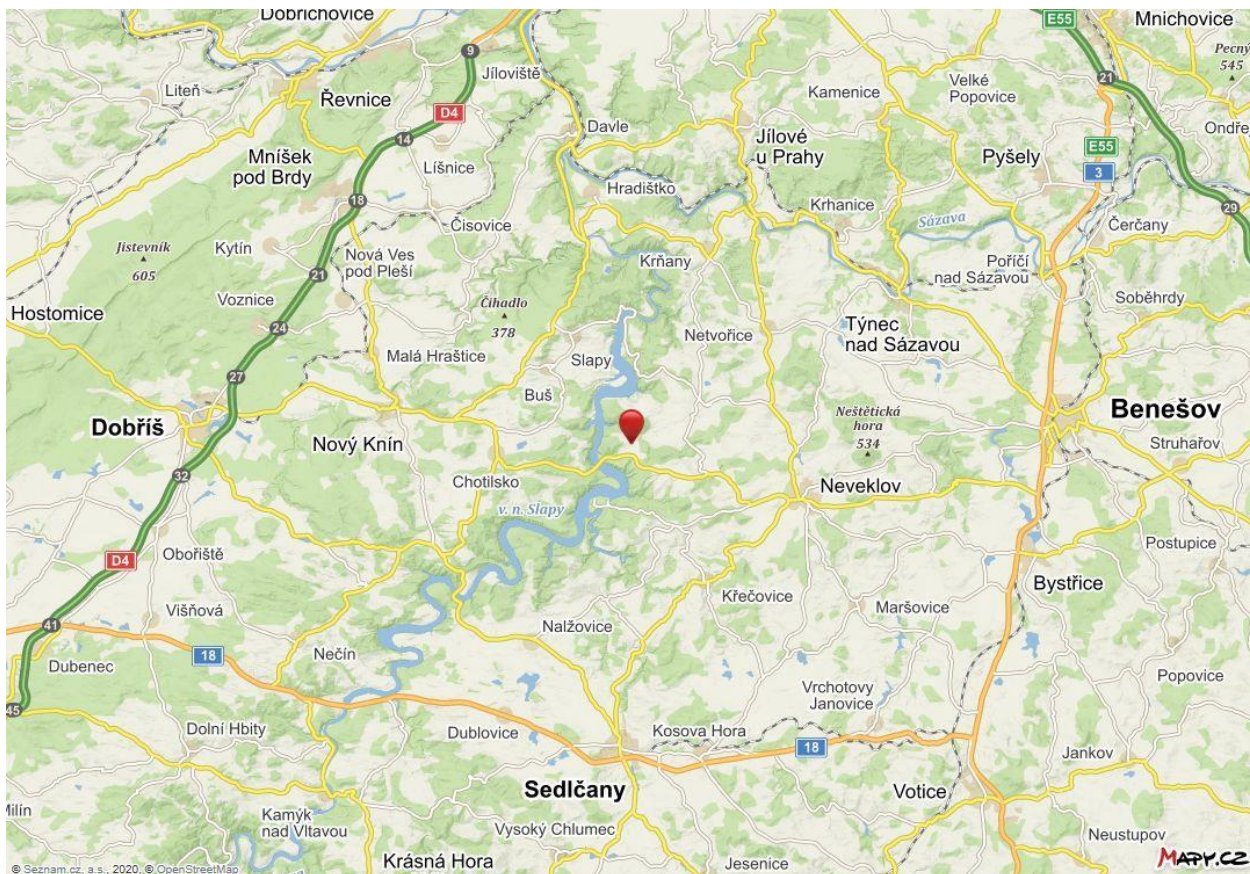 Dobřichovice
E55
Mnichovice
9
Jíloviště
Pecný
545
Liteň
Řevnice
D4
Kamenice
Velké
Popovice
21
14
Davle
Jílové
u Prahy
Ondře
Mníšek
pod Brdy
Líšnice
E55
Pyšely
3
18
Hradištko
Krhanice
29
Čisovice
Sázava
Čerčany
Jistevník
605
Kytín
Nová Ves
pod Pleší
Krňany
Poříčí
nad Sázavou
21
Voznice
Čihadlo
378
Soběhrdy
Hostomice
24
Týnec
nad Sázavou
Netvořice
Malá Hraštice
Slapy
27
Buš
Neštětická
hora
534
Benešov
Dobříš
Nový Knín
Struhařov
32
Chotilsko
Neveklov
v. n. Slapy
Obořiště
Postupice
D4
Bystřice
Křečovice
Višňová
Maršovice
41
Nalžovice
18
Nečín
Dubenec
Popovice
Vrchotovy
Janovice
45
Dolní Hbity
Dublovice
Kosova Hora
18
Jankov
Sedlčany
Votice
Milín
Kamýk
nad Vltavou
Vysoký Chlumec
Neustupov
Krásná Hora
Jesenice
© Seznam.cz, a.s., 2020, © OpenStreetMap
MAPY.CZ